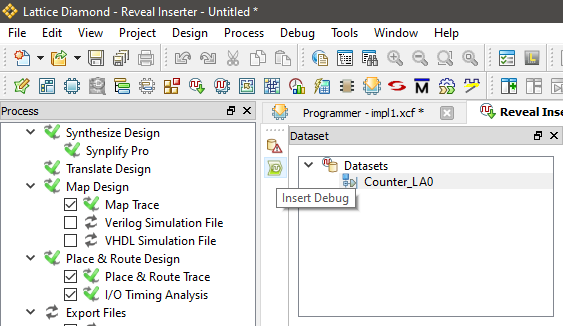 Lattice Diamond - Reveal Inserter - Untitled *
File Edit View Project Design Process Debug Tools Window Help
Process
Programmer - impl1.xcf *
Reveal Inse
Dataset
Synthesize Design
Synplify Pro
Translate Design
Map Design
Map Trace
Verilog Simulation File
VHDL Simulation File
Place & Route Design
Place & Route Trace
I/O Timing Analysis
Export Files
Datasets
Counter_LA0
Insert Debug